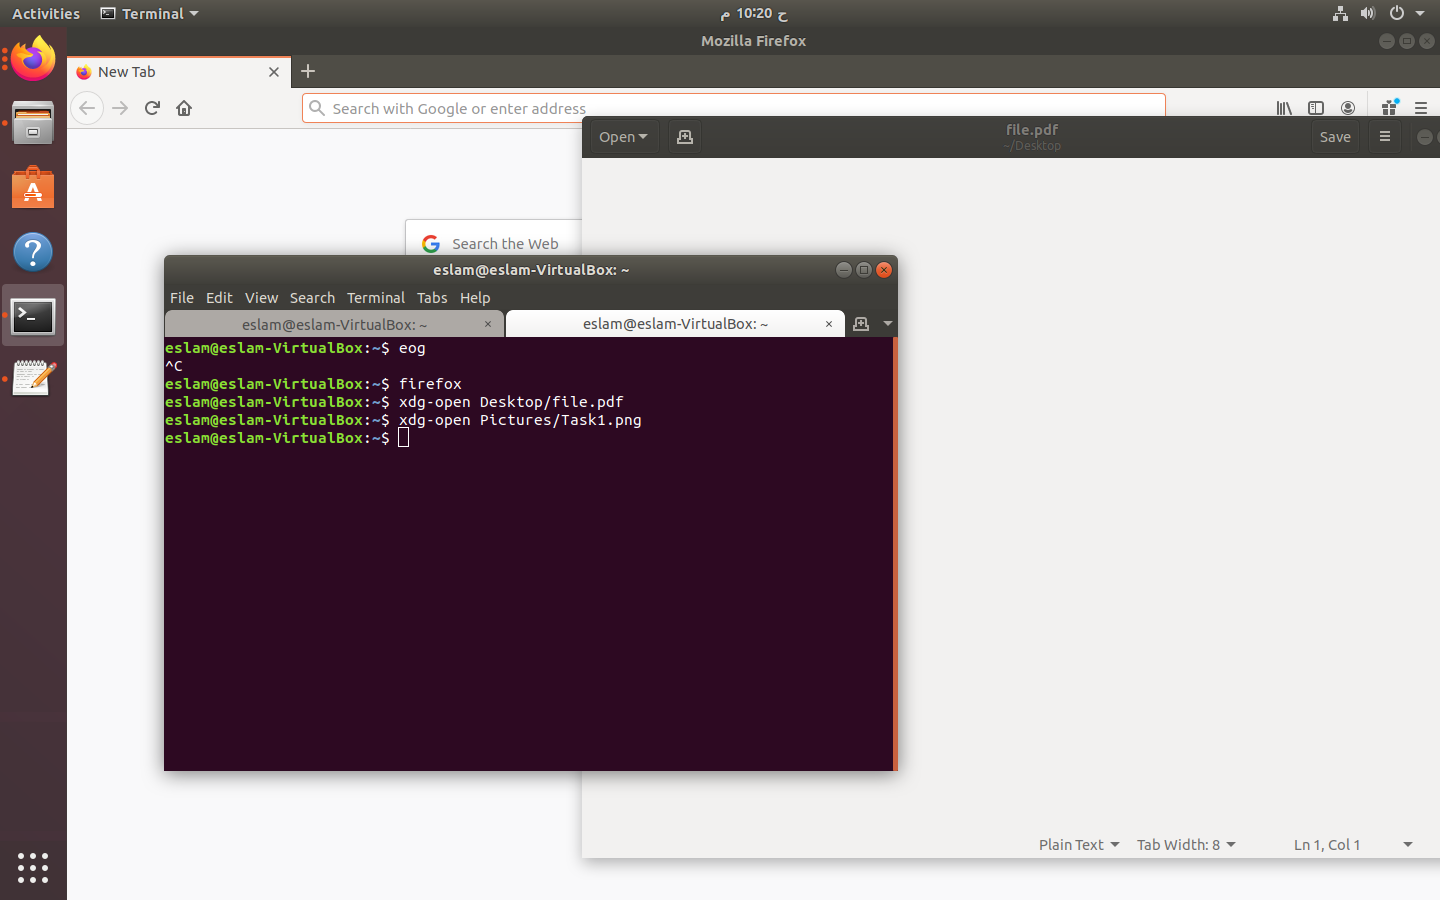 Activities
Terminal
ح 10:20 م
Mozilla Firefox
New Tab
Search with Google or enter address
Open
file.pdf
~/Desktop
Save
Search the Web
eslam@eslam-VirtualBox: ~
File Edit View Search Terminal Tabs Help
eslam@eslam-VirtualBox: ~
eslam@eslam-VirtualBox: ~
eslam@eslam-VirtualBox:~$ eog
^C
eslam@eslam-VirtualBox:~$ firefox
eslam@eslam-VirtualBox:~$ xdg-open Desktop/file.pdf
eslam@eslam-VirtualBox:~$ xdg-open Pictures/Task1.png
eslam@eslam-VirtualBox:~$
Plain Text Tab Width: 8 Ln 1, Col 1